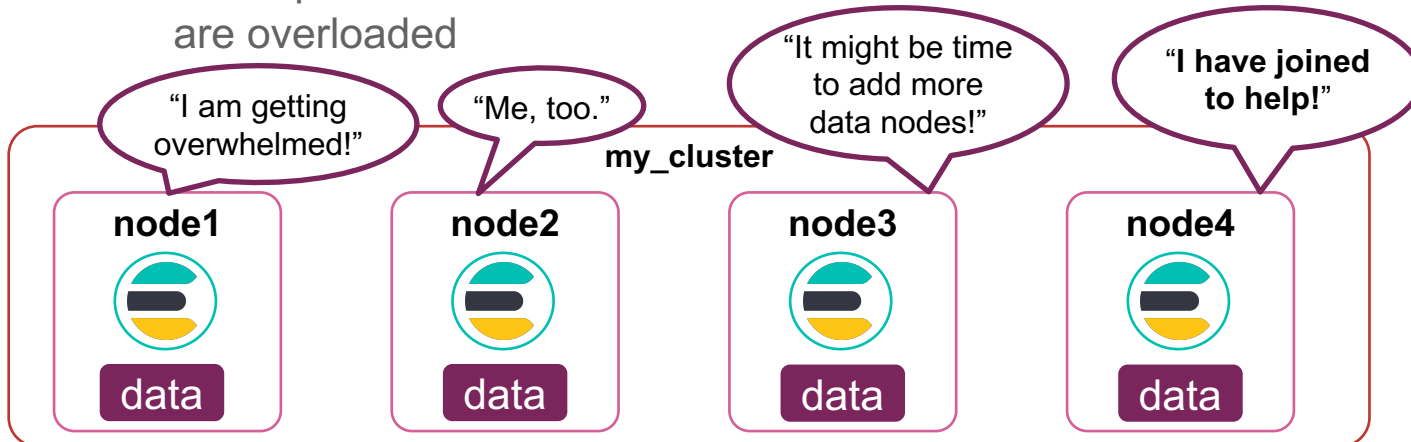 are overloaded
“I am getting
overwhelmed!”
“Me, too.”
“It might be time
to add more
data nodes!”
“I have joined
to help!”
my_cluster
node1
node2
node3
node4
data
data
data
data